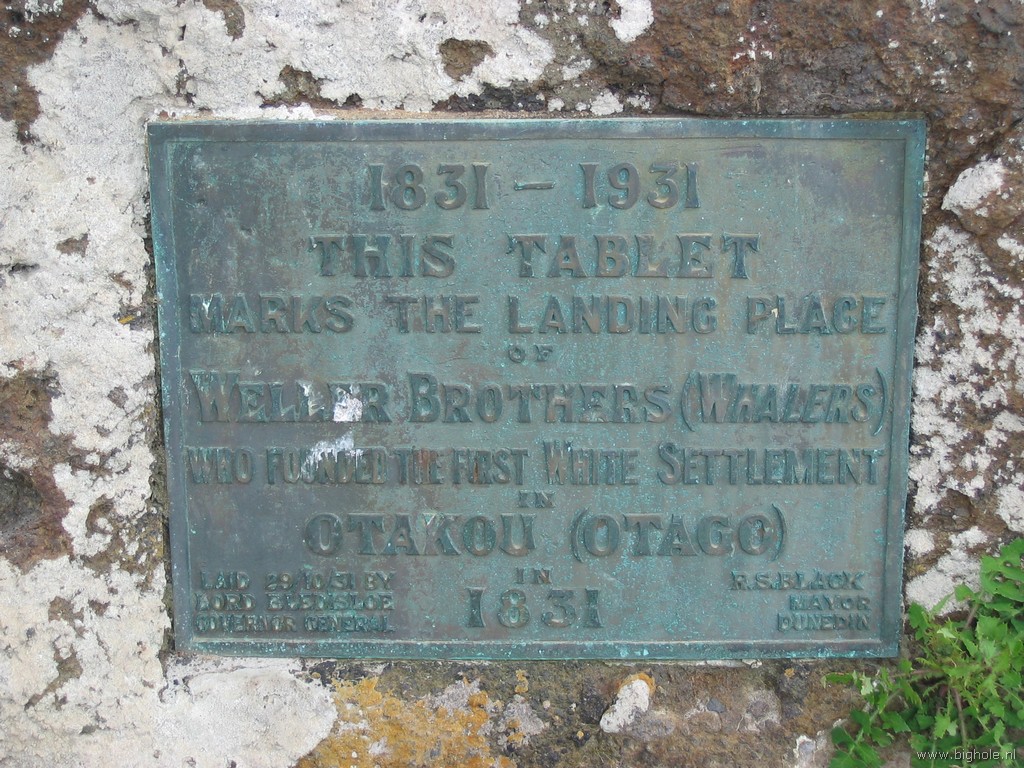 1831 – 1931
THIS TABLET
MARKS THE LANDING PLACE
OF
WELLER BROTHERS (WHALERS)
WHO FOUNDED THE FIRST WHITE SETTLEMENT
IN
OTAKOU (OTAGO)
IN
1831
LAID 29/10/31 BY
LORD BLEDISLOE
GOVERNOR GENERAL
R.S. BLACK
MAYOR
DUNEDIN
www.bighole.nl